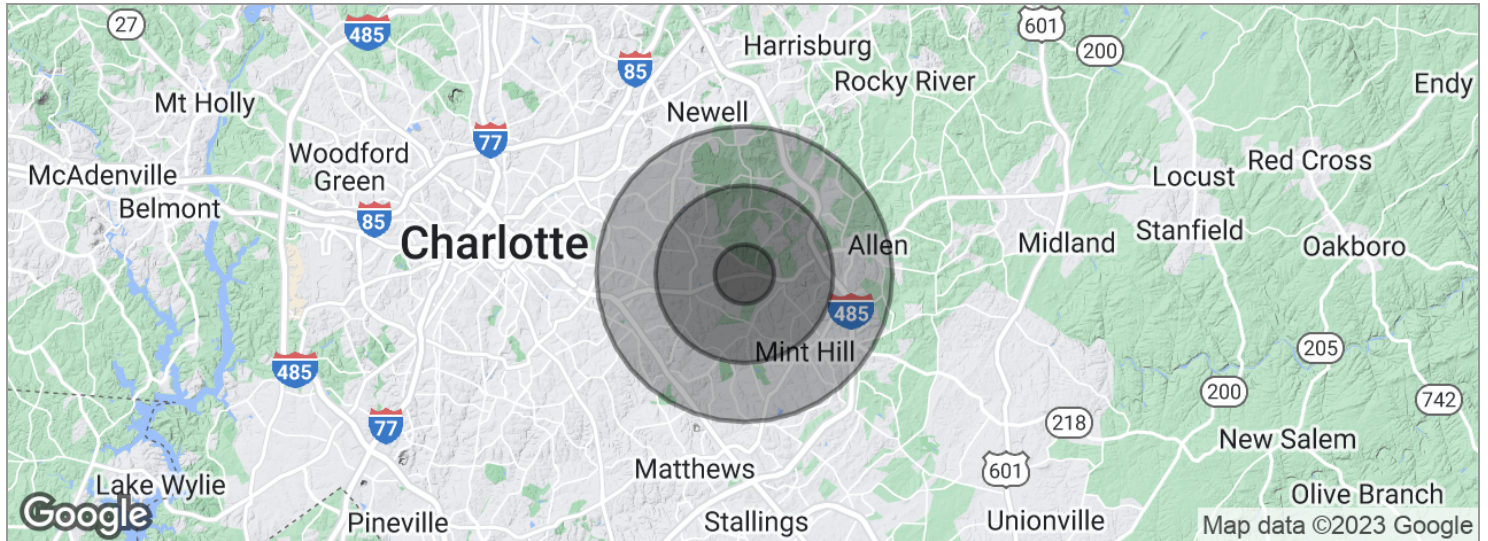 27
485
601
200
Harrisburg
85
Rocky River
Endy
Mt Holly
Newell
77
Woodford
Green
Red Cross
McAdenville
Locust
Belmont
85
Stanfield
Charlotte
Allen
Midland
Oakboro
485
Mint Hill
205
485
200
742
77
218
New Salem
Matthews
601
Lake Wylie
Olive Branch
Google
Pineville
Stallings
Unionville
Map data ©2023 Google